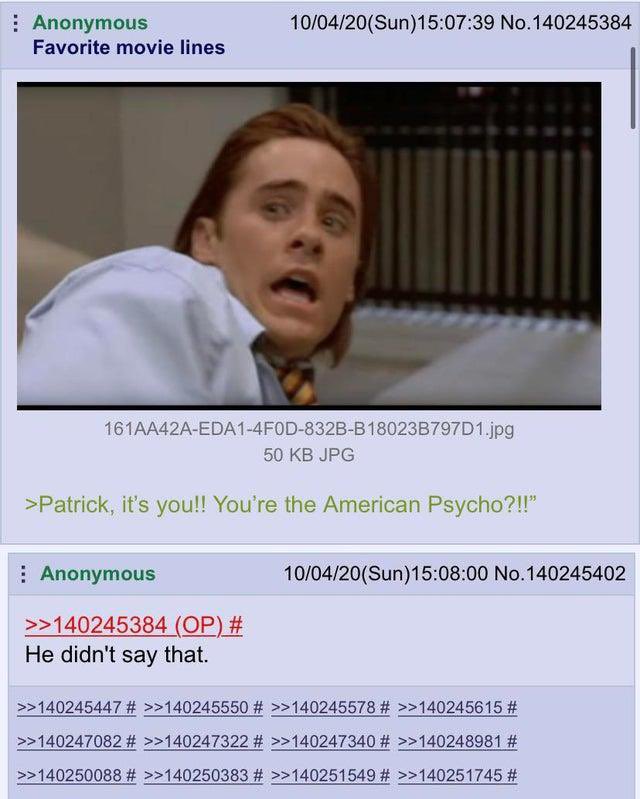 Anonymous 10/04/20(Sun)15:07:39 No.140245384
Favorite movie lines
161AA42A-EDA1-4F0D-832B-B18023B797D1.jpg
50 KB JPG
>Patrick, it’s you!! You’re the American Psycho?!!”
Anonymous 10/04/20(Sun)15:08:00 No.140245402
>>140245384 (OP) #
He didn't say that.
>>140245447 # >>140245550 # >>140245578 # >>140245615 #
>>140247082 # >>140247322 # >>140247340 # >>140248981 #
>>140250088 # >>140250383 # >>140251549 # >>140251745 #